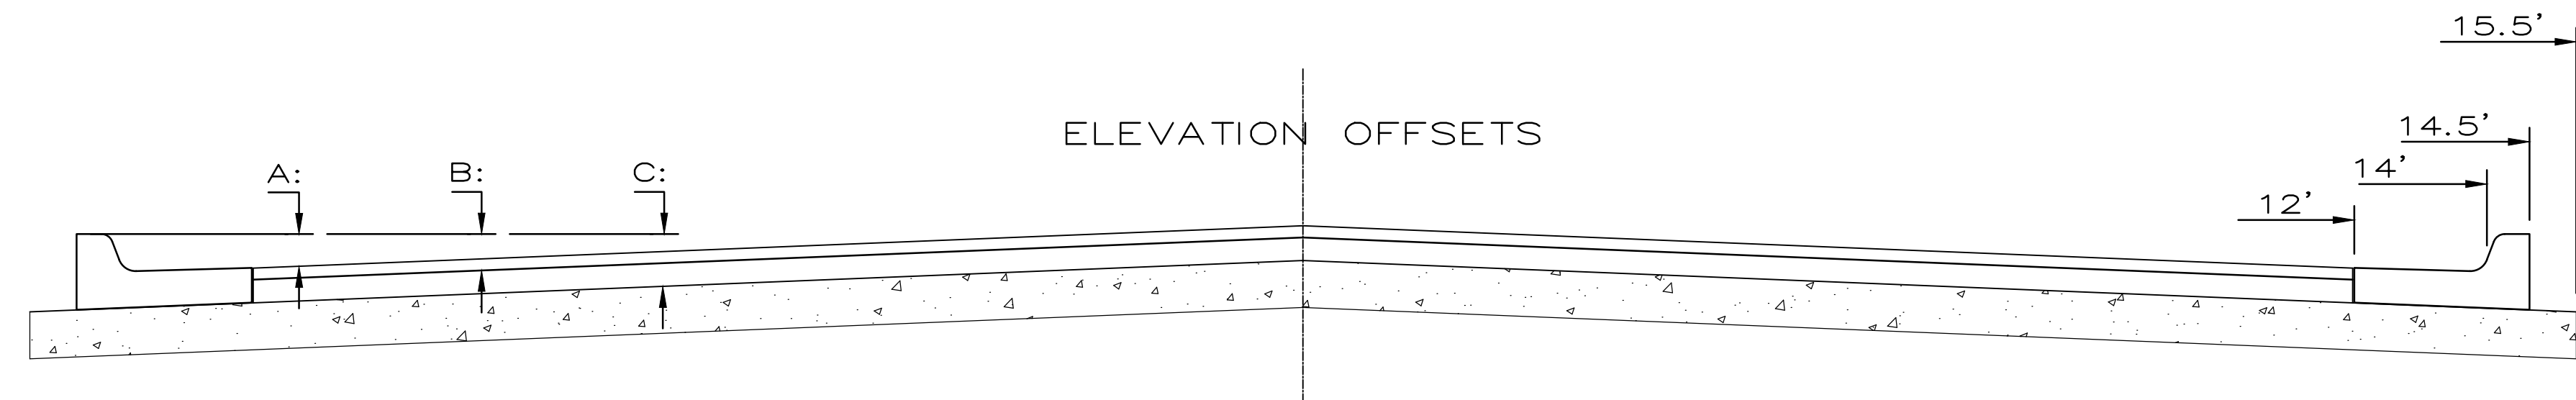 15.5'
ELEVATION OFFSETS
14.5'
14'
A:
B:
C:
12'